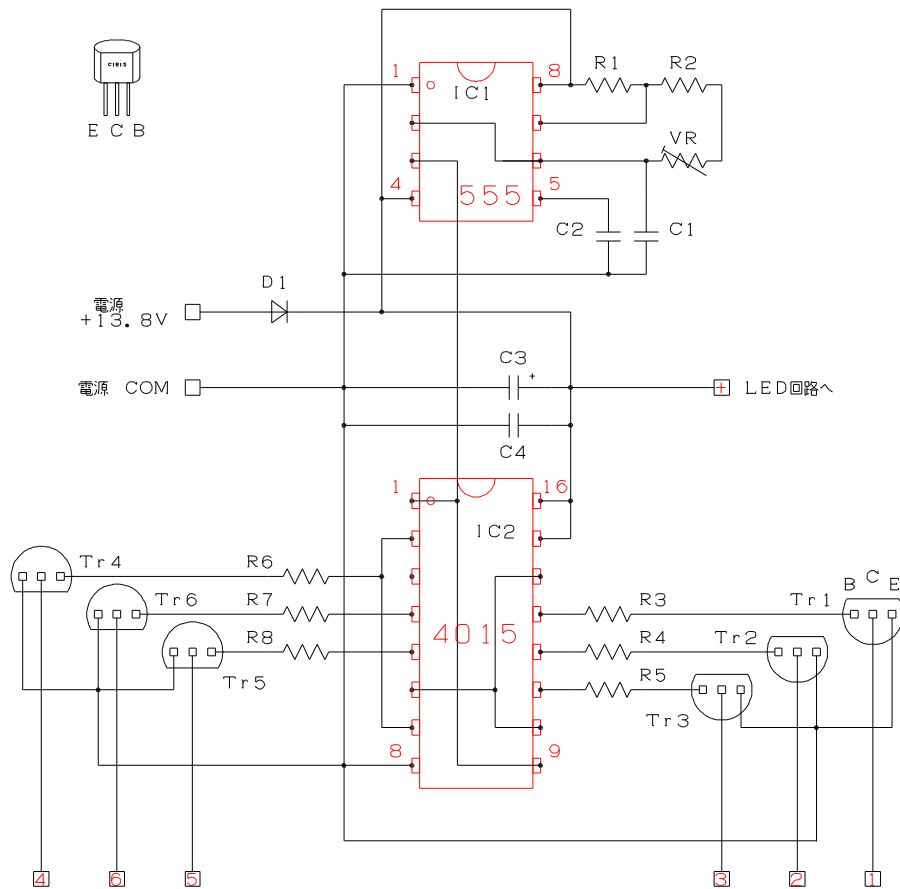 C1815
E C B
1
8
IC1
R1
R2
VR
4
555
5
C2
C1
D1
電源
+13.8V
C3
+
電源 COM
+
LED回路へ
C4
1
16
IC2
Tr4
R6
Tr6
R7
R3
Tr1
B C E
Tr5
R8
4015
R4
Tr2
R5
Tr3
8
9
4
6
5
3
2
1